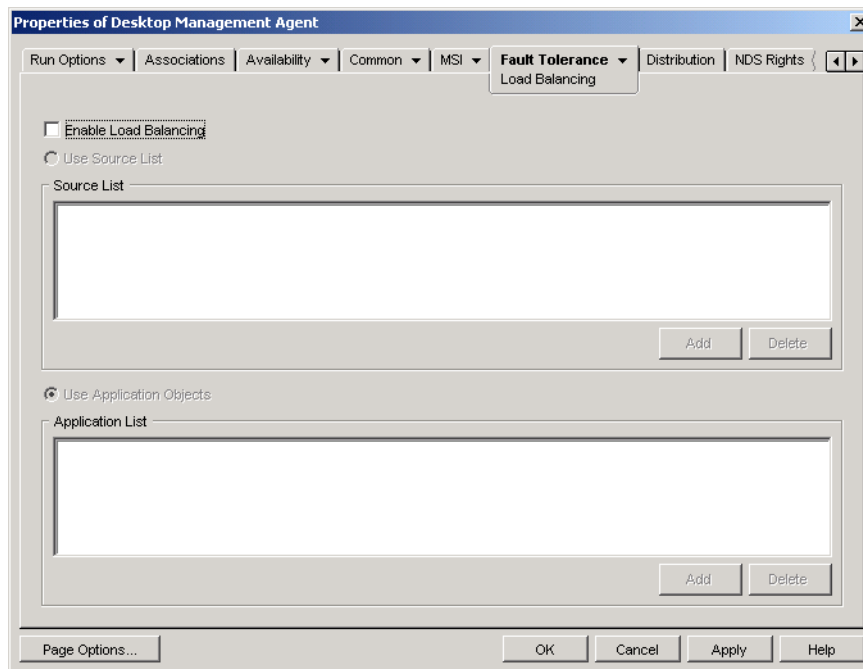 Properties of Desktop Management Agent
Run Options Associations Availability Common MSI Fault Tolerance Distribution NDS Rights
Load Balancing
Enable Load Balancing
Use Source List
Source List
Add Delete
Use Application Objects
Application List
Add Delete
Page Options... OK Cancel Apply Help